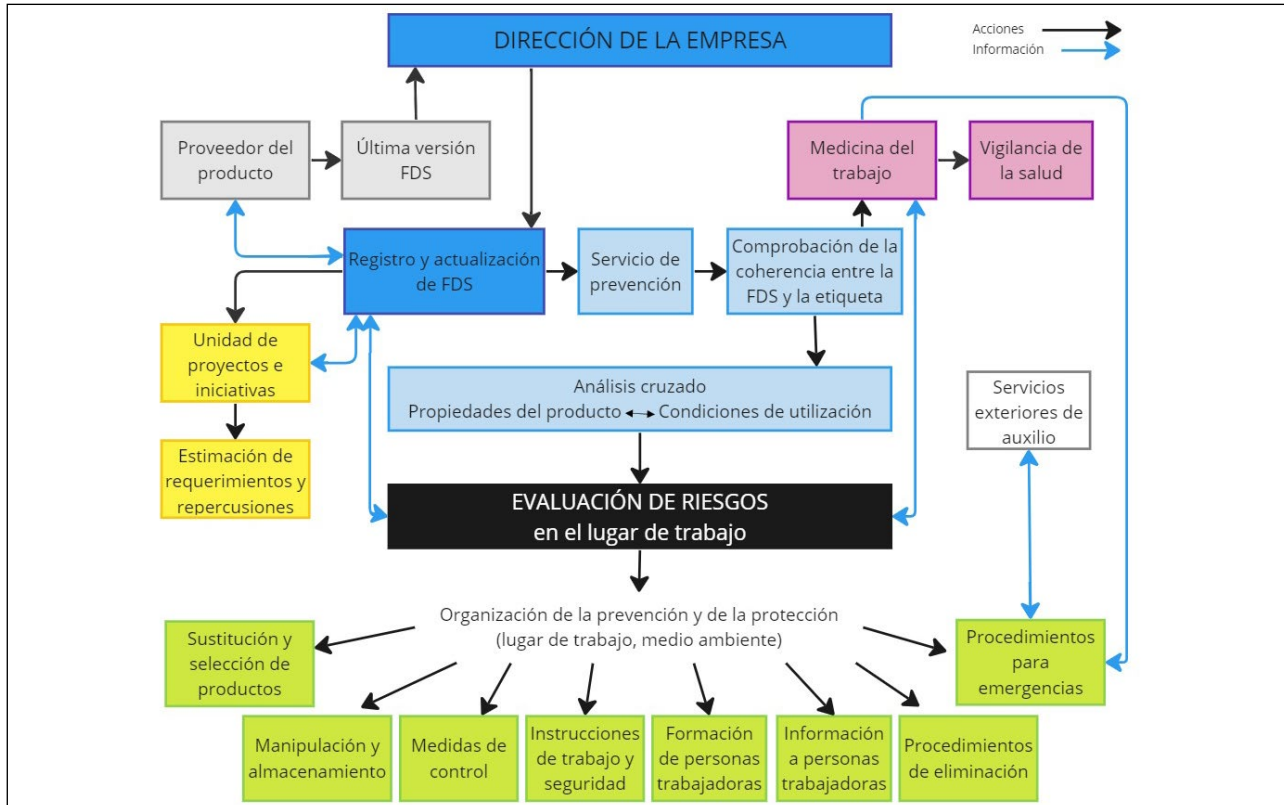 DIRECCIÓN DE LA EMPRESA
Acciones
Información
Proveedor del
producto
Última versión
FDS
Medicina del
trabajo
Vigilancia de
la salud
Registro y actualización
de FDS
Servicio de
prevención
Comprobación de la
coherencia entre la
FDS y la etiqueta
Unidad de
proyectos e
iniciativas
Análisis cruzado
Propiedades del producto Condiciones de utilización
Servicios
exteriores de
auxilio
Estimación de
requerimientos y
repercusiones
EVALUACIÓN DE RIESGOS
en el lugar de trabajo
Organización de la prevención y de la protección
(lugar de trabajo, medio ambiente)
Sustitución y
selección de
productos
Procedimientos
para
emergencias
Manipulación y
almacenamiento
Medidas de
control
Instrucciones
de trabajo y
seguridad
Formación
de personas
trabajadoras
Información
a personas
trabajadoras
Procedimientos
de eliminación